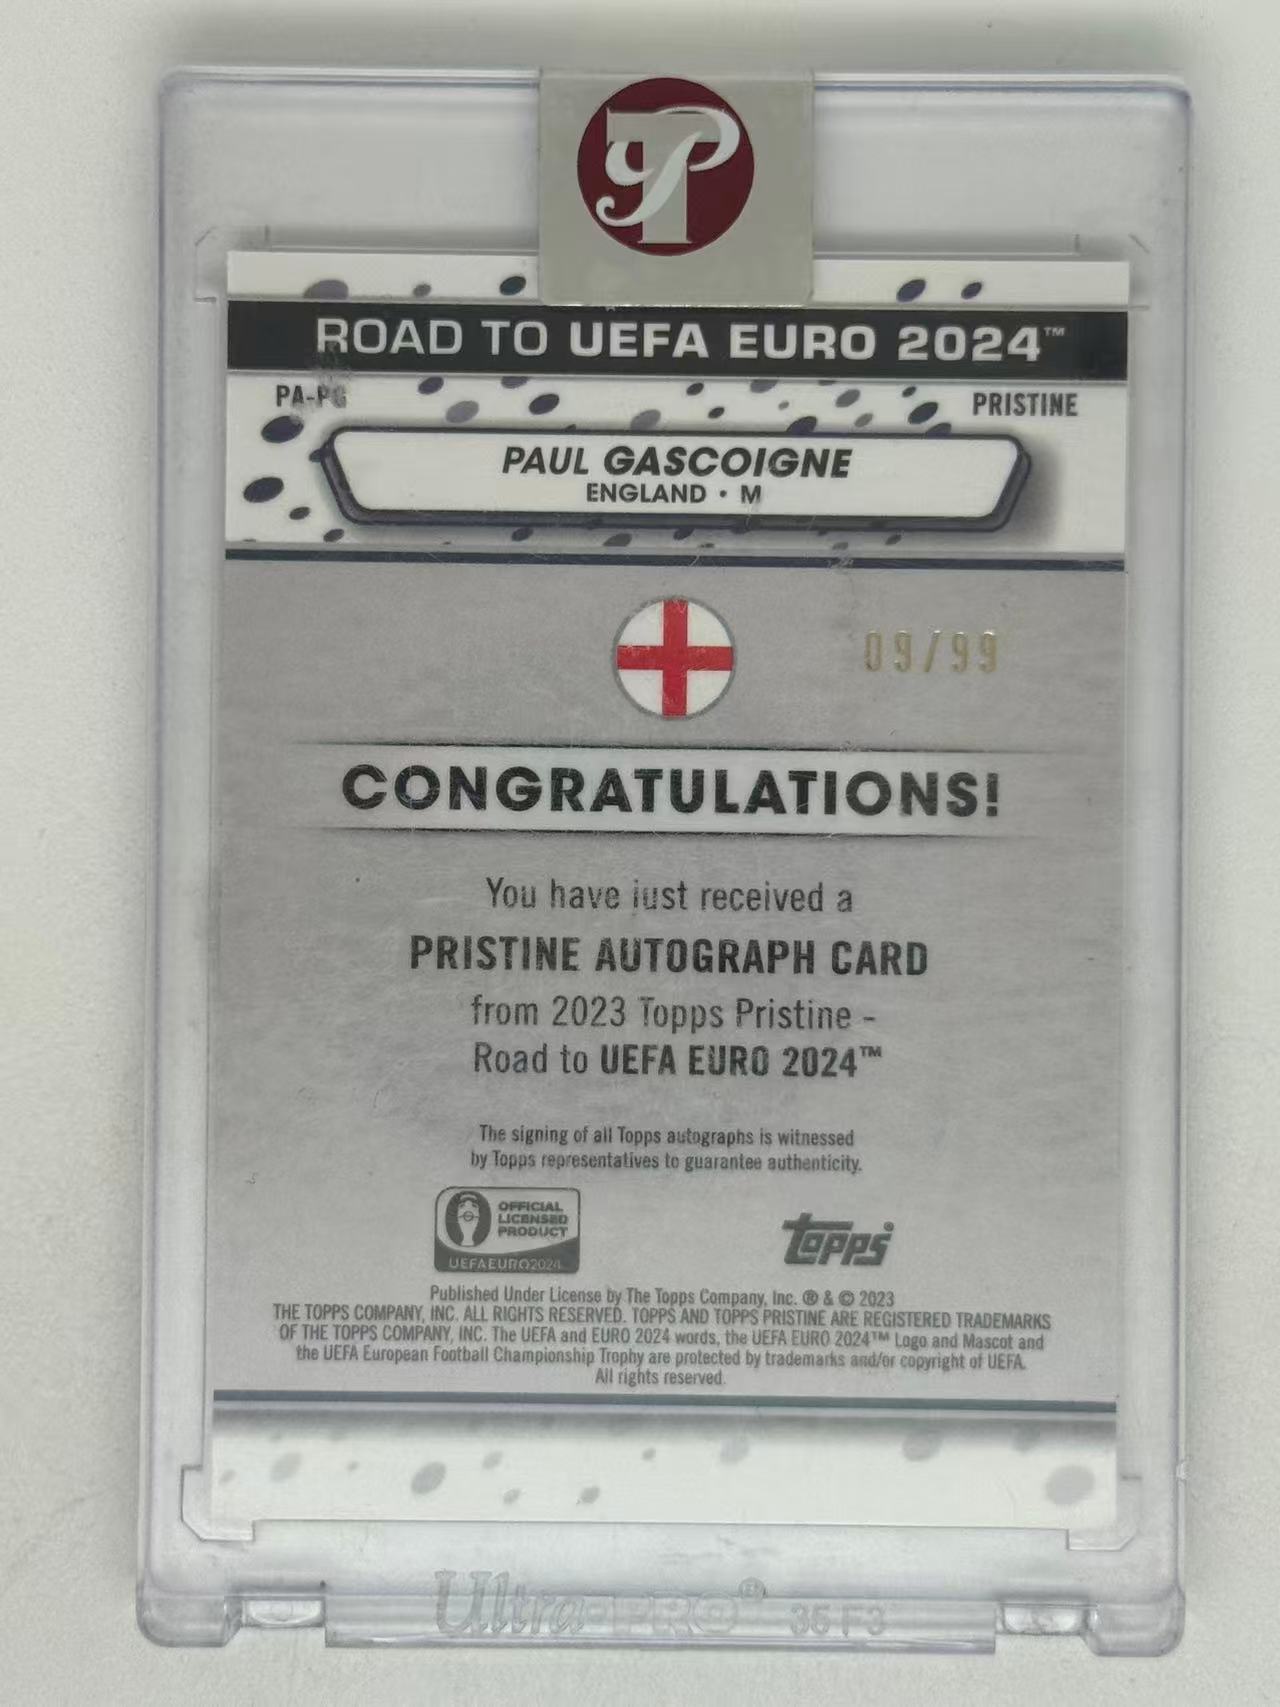 ROAD TO UEFA EURO 2024™
PA-PG
PRISTINE
PAUL GASCOIGNE
ENGLAND • M
09/99
CONGRATULATIONS!
You have just received a
PRISTINE AUTOGRAPH CARD
from 2023 Topps Pristine -
Road to UEFA EURO 2024™
The signing of all Topps autographs is witnessed
by Topps representatives to guarantee authenticity.
OFFICIAL
LICENSED
PRODUCT
UEFAEURO2024
topps
Published Under License by The Topps Company, Inc. ® & © 2023
THE TOPPS COMPANY, INC. ALL RIGHTS RESERVED. TOPPS AND TOPPS PRISTINE ARE REGISTERED TRADEMARKS
OF THE TOPPS COMPANY, INC. The UEFA and EURO 2024 words, the UEFA EURO 2024™ Logo and Mascot and
the UEFA European Football Championship Trophy are protected by trademarks and/or copyright of UEFA.
All rights reserved.
Ultra-PRO® 35 F3